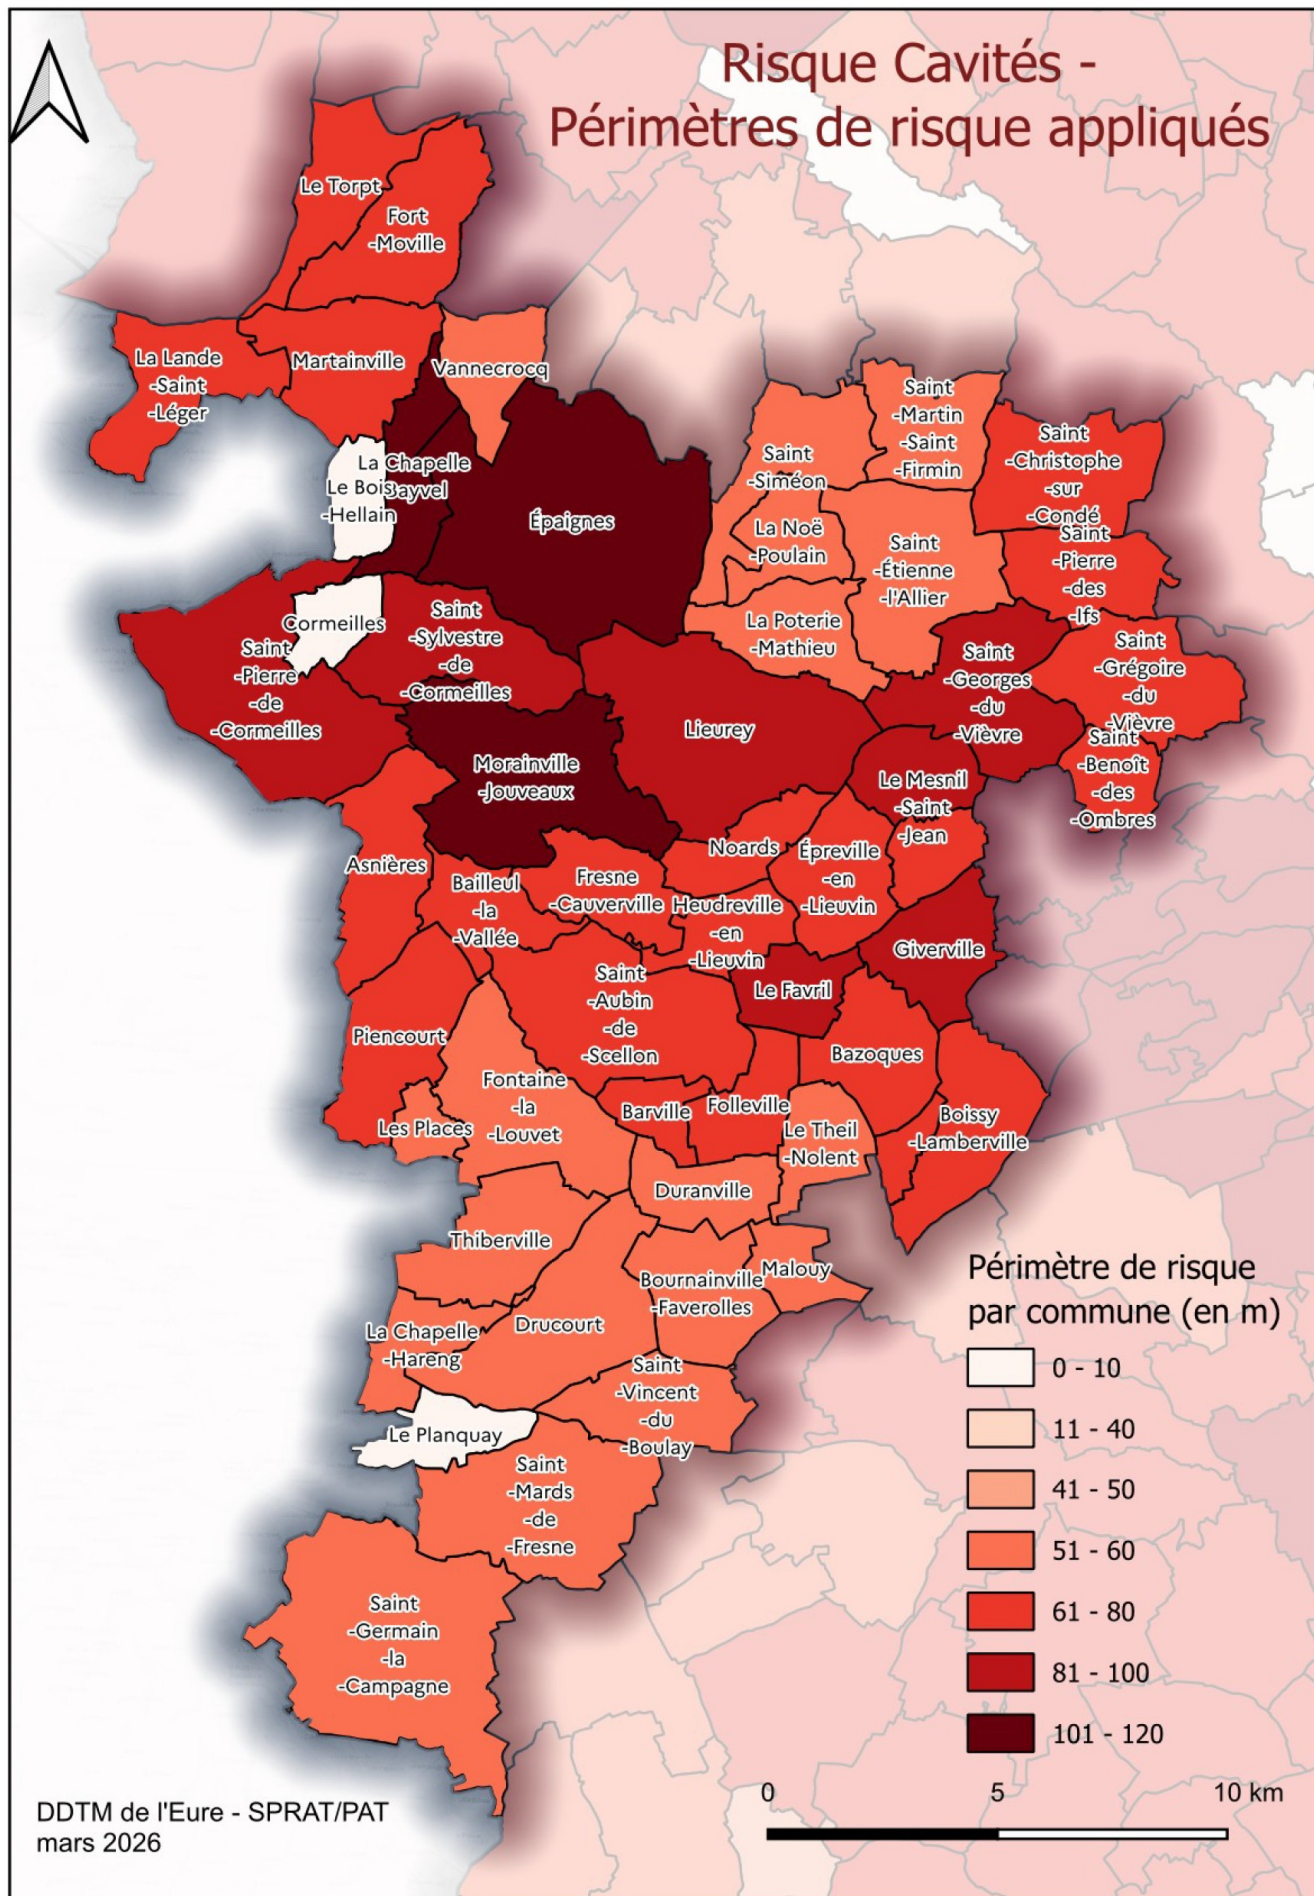 Risque Cavités -
Périmètres de risque appliqués
Le Torpt
Fort
-Moville
La Lande
-Saint
-Léger
Martainville
Vannecrocq
La Chapelle
Bayvel
Le Bois
-Hellain
Épaignes
Saint
-Siméon
Saint
-Martin
-Saint
-Firmin
Saint
-Christophe
-sur
-Condé
La Noë
-Poulain
Saint
-Étienne
-l'Allier
Saint
-Pierre
-des
-Ifs
Cormeilles
Saint
-Pierre
-de
-Cormeilles
Saint
-Sylvestre
-de
-Cormeilles
La Poterie
-Mathieu
Saint
-Georges
-du
-Vièvre
Saint
-Grégoire
-du
-Vièvre
Lieurey
Saint
-Benoît
-des
-Ombres
Morainville
-Jouveaux
Le Mesnil
-Saint
-Jean
Asnières
Bailleul
-la
-Vallée
Fresne
-Cauverville
Noards
Épreville
-en
-Lieuvin
Heudreville
-en
-Lieuvin
Giverville
Le Favril
Saint
-Aubin
-de
-Scellon
Piencourt
Bazoques
Fontaine
-la
-Louvet
Les Places
Barville
Folleville
Le Theil
-Nolent
Boissy
-Lamberville
Duranville
Thiberville
Bournainville
-Faverolles
Malouy
La Chapelle
-Hareng
Drucourt
Saint
-Vincent
-du
-Boulay
Le Planquay
Saint
-Mards
-de
-Fresne
Saint
-Germain
-la
-Campagne
Périmètre de risque
par commune (en m)
0 - 10
11 - 40
41 - 50
51 - 60
61 - 80
81 - 100
101 - 120
0 5 10 km
DDTM de l'Eure - SPRAT/PAT
mars 2026